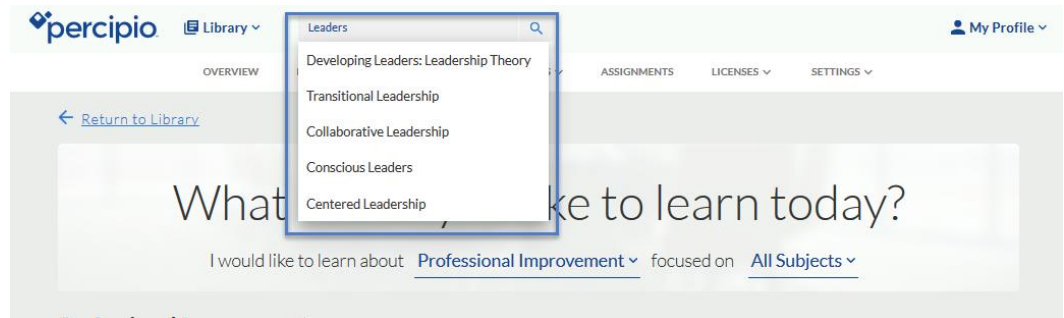 percipio. Library Leaders My Profile
Developing Leaders: Leadership Theory
OVERVIEW ASSIGNMENTS LICENSES SETTINGS
Transitional Leadership
Return to Library
Collaborative Leadership
Conscious Leaders
Centered Leadership
What ke to learn today?
I would like to learn about Professional Improvement focused on All Subjects